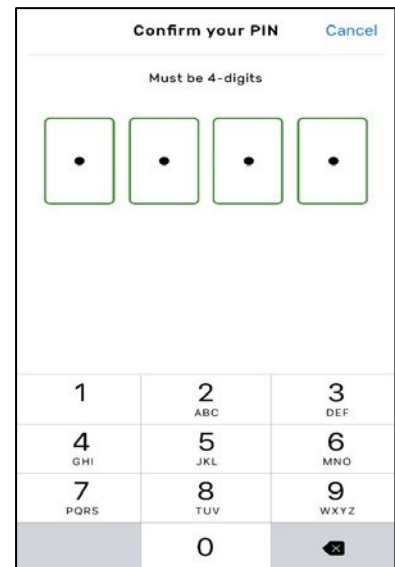 Confirm your PIN Cancel
Must be 4-digits
1 2 3
ABC DEF
4 5 6
GHI JKL MNO
7 8 9
PQRS TUV WXYZ
0